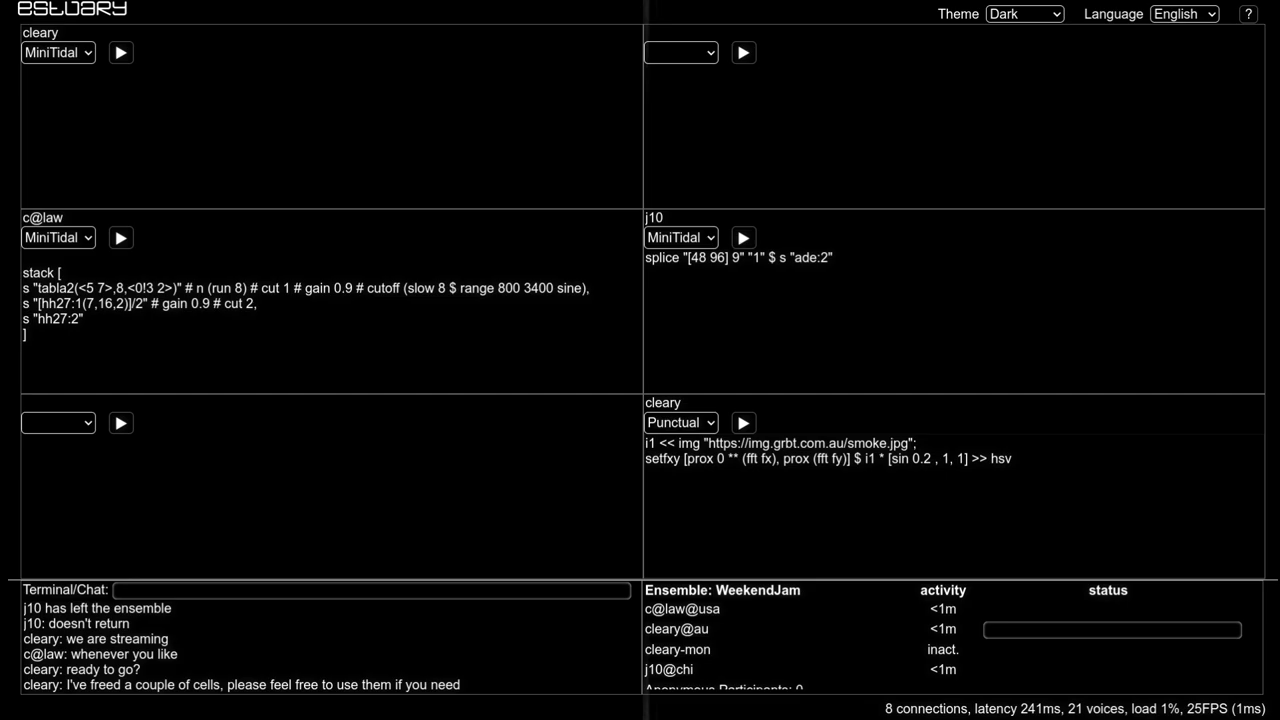 estuary
Theme Dark Language English ?
cleary
MiniTidal
c@law
MiniTidal
stack [
s "tabla2(<5 7>,8,<0!3 2>)" # n (run 8) # cut 1 # gain 0.9 # cutoff (slow 8 $ range 800 3400 sine),
s "[hh27:1(7,16,2)]/2" # gain 0.9 # cut 2,
s "hh27:2"
]
j10
MiniTidal
splice "[48 96] 9" "1" $ s "ade:2"
cleary
Punctual
i1 << img "https://img.grbt.com.au/smoke.jpg";
setfxy [prox 0 ** (fft fx), prox (fft fy)] $ i1 * [sin 0.2 , 1, 1] >> hsv
Terminal/Chat:
j10 has left the ensemble
j10: doesn't return
cleary: we are streaming
c@law: whenever you like
cleary: ready to go?
cleary: I've freed a couple of cells, please feel free to use them if you need
Ensemble: WeekendJam activity status
c@law@usa <1m
cleary@au <1m
cleary-mon inact.
j10@chi <1m
Anonymous Participants: 0
8 connections, latency 241ms, 21 voices, load 1%, 25FPS (1ms)